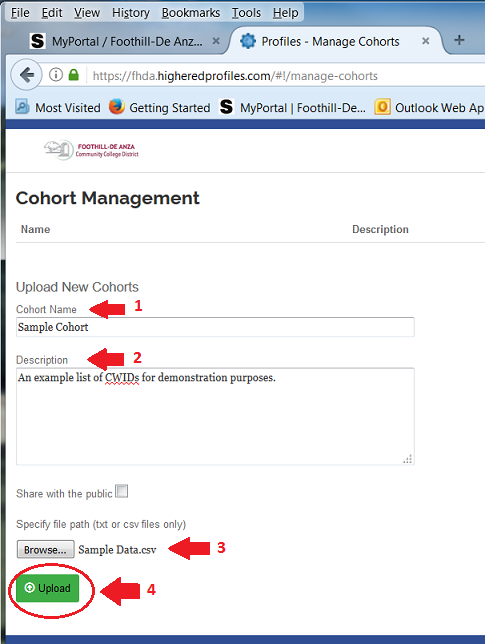 File Edit View History Bookmarks Tools Help
MyPortal / Foothill-De Anz... × Profiles - Manage Cohorts × +
https://fhda.higheredprofiles.com/#!/manage-cohorts
Most Visited Getting Started MyPortal | Foothill-De... Outlook Web Ap
FOOTHILL-DE ANZA
Community College District
Cohort Management
Name Description
Upload New Cohorts
Cohort Name 1
Sample Cohort
Description 2
An example list of CWIDs for demonstration purposes.
Share with the public
Specify file path (txt or csv files only)
Browse... Sample Data.csv 3
Upload 4